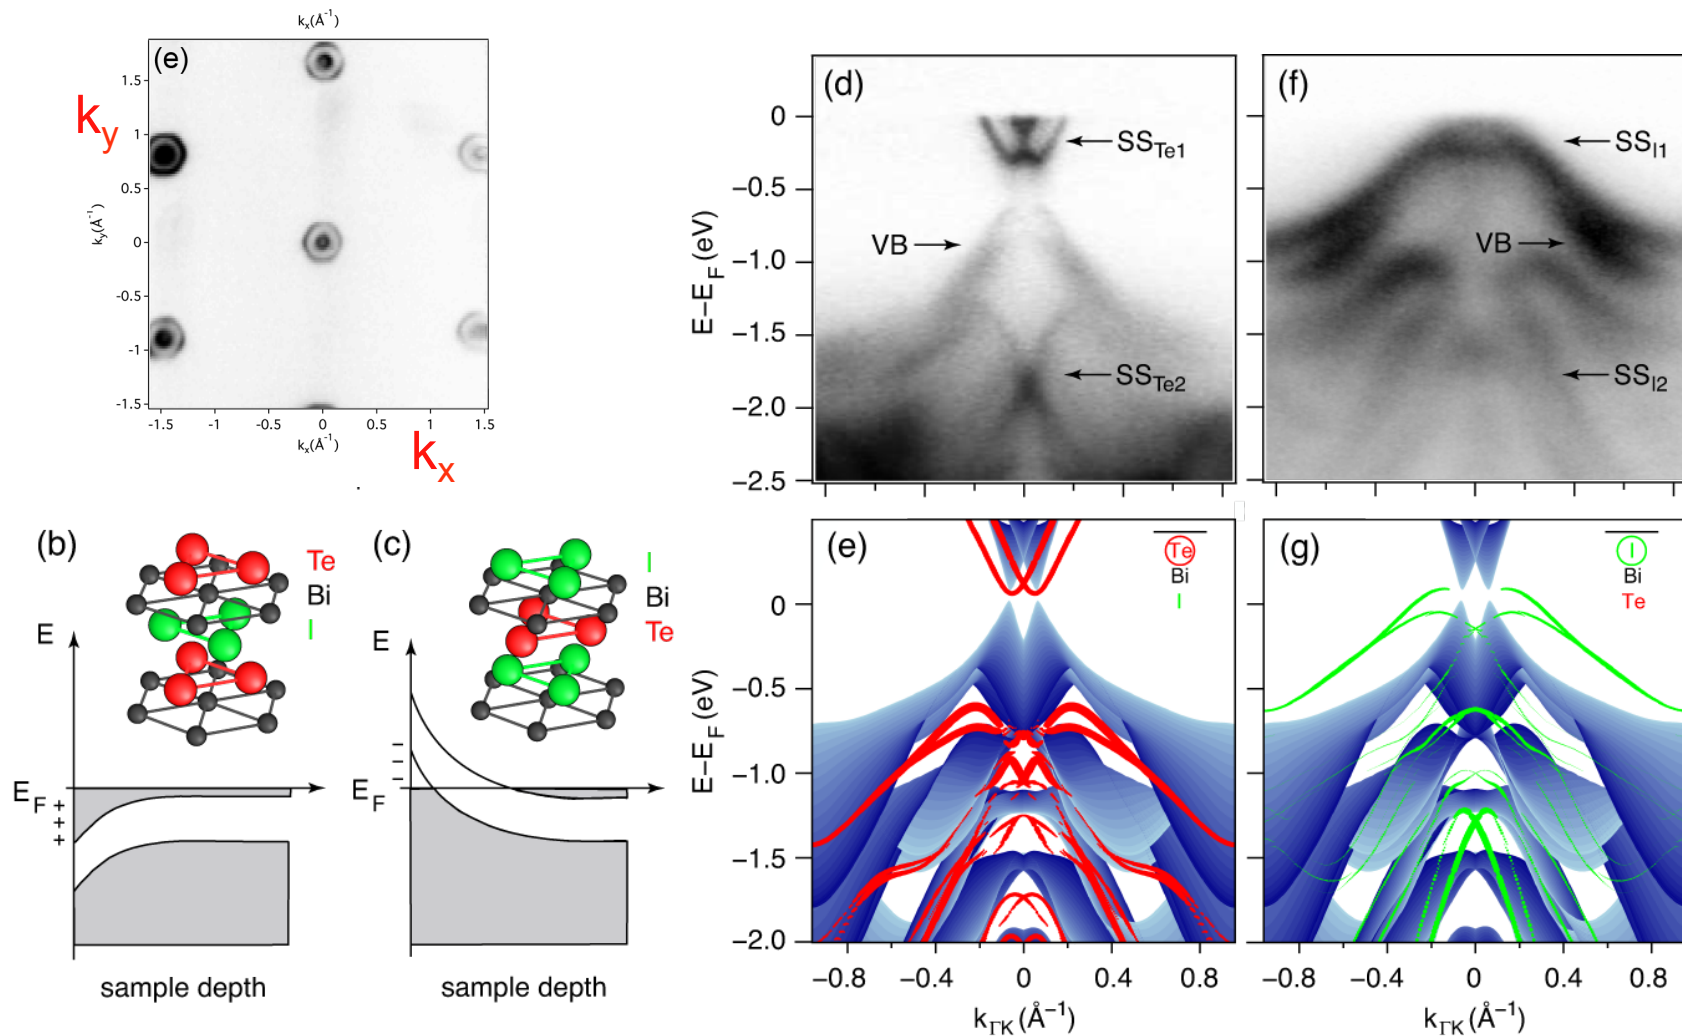 kx(Å-1)
(e)
1.5
1
0.5
0
-0.5
-1
-1.5
ky
ky(Å-1)
-1.5 -1 -0.5 0 0.5 1 1.5
kx(Å-1)
kx
(d)
0
−0.5
−1.0
−1.5
−2.0
−2.5
E−EF (eV)
SSTe1
VB
SSTe2
(f)
SSI1
VB
SSI2
(b)
Te
Bi
I
E
EF
+
+
+
sample depth
(c)
I
Bi
Te
E
−
−
−
EF
sample depth
(e)
Te
Bi
I
0
−0.5
−1.0
−1.5
−2.0
E−EF (eV)
−0.8 −0.4 0 0.4 0.8
kΓK (Å−1)
(g)
I
Bi
Te
−0.8 −0.4 0 0.4 0.8
kΓK (Å−1)